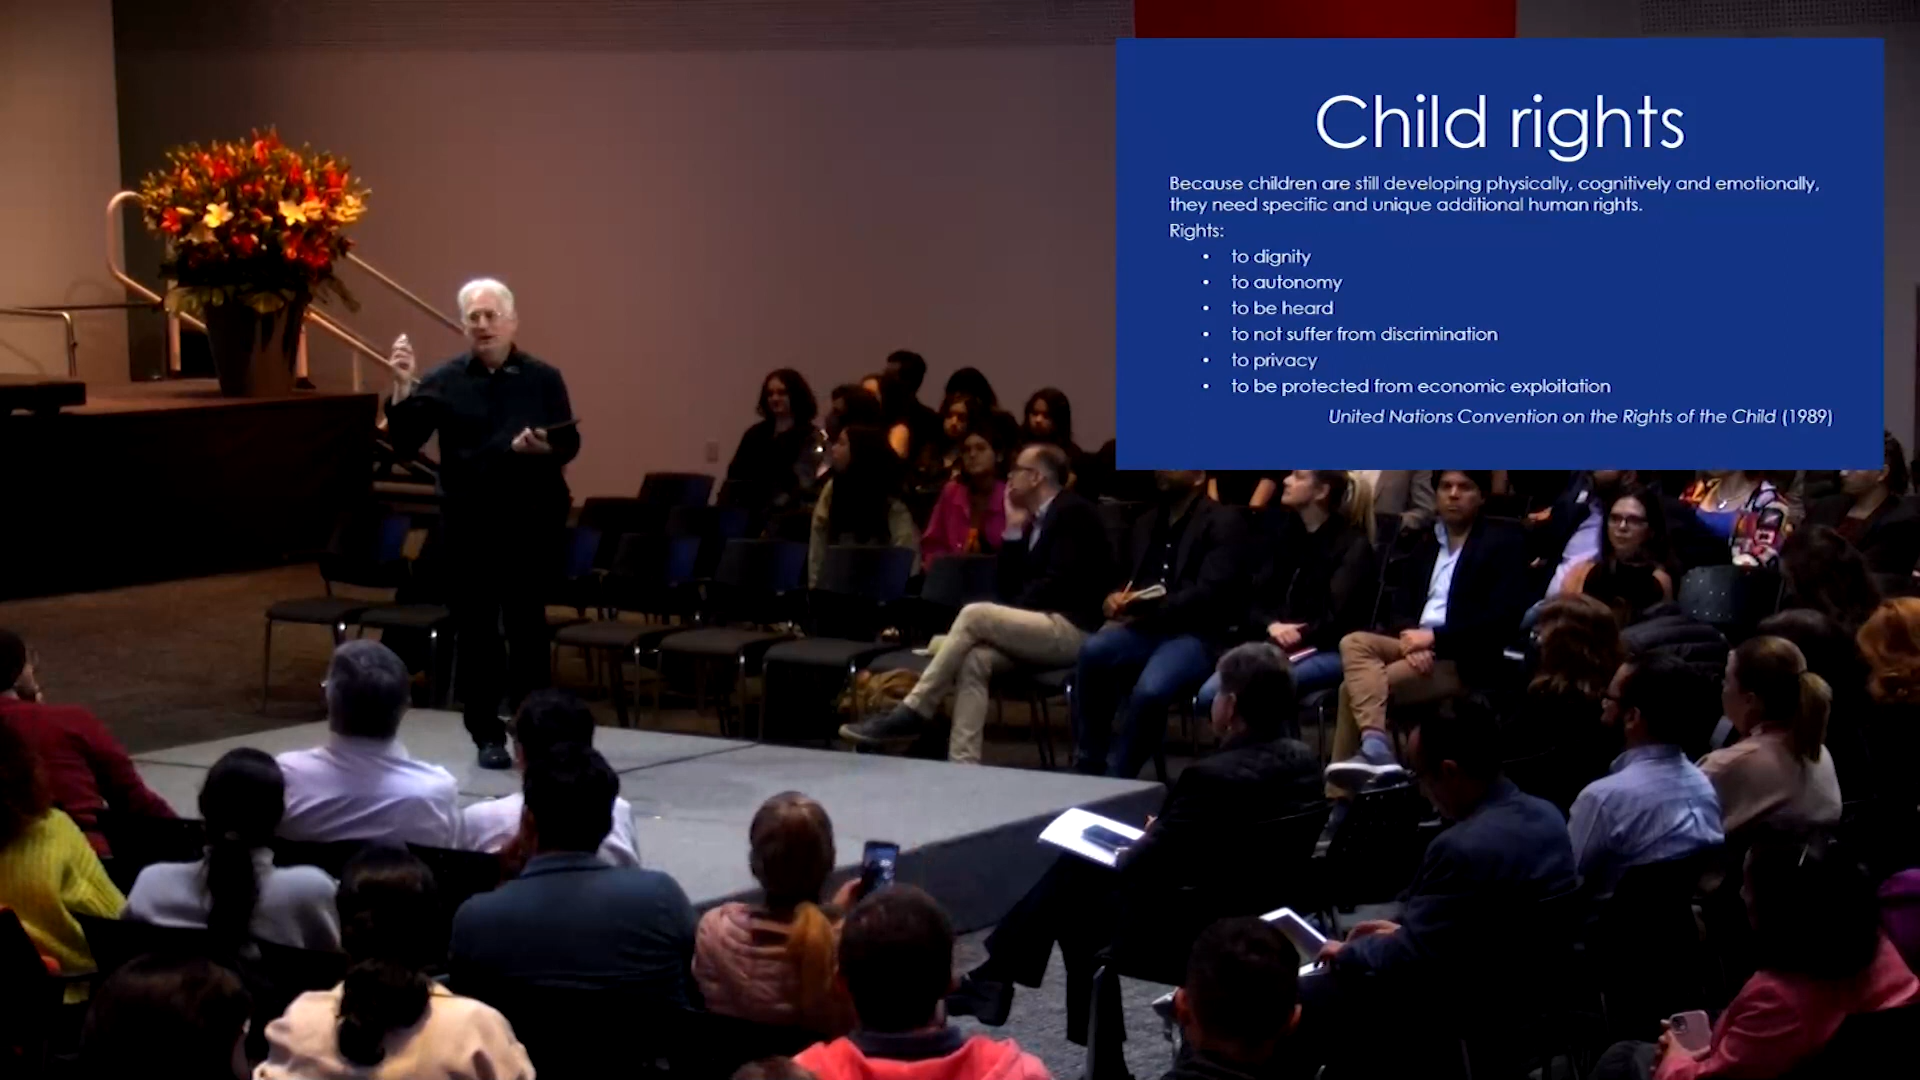 Child rights
Because children are still developing physically, cognitively and emotionally,
they need specific and unique additional human rights.
Rights:
• to dignity
• to autonomy
• to be heard
• to not suffer from discrimination
• to privacy
• to be protected from economic exploitation
United Nations Convention on the Rights of the Child (1989)